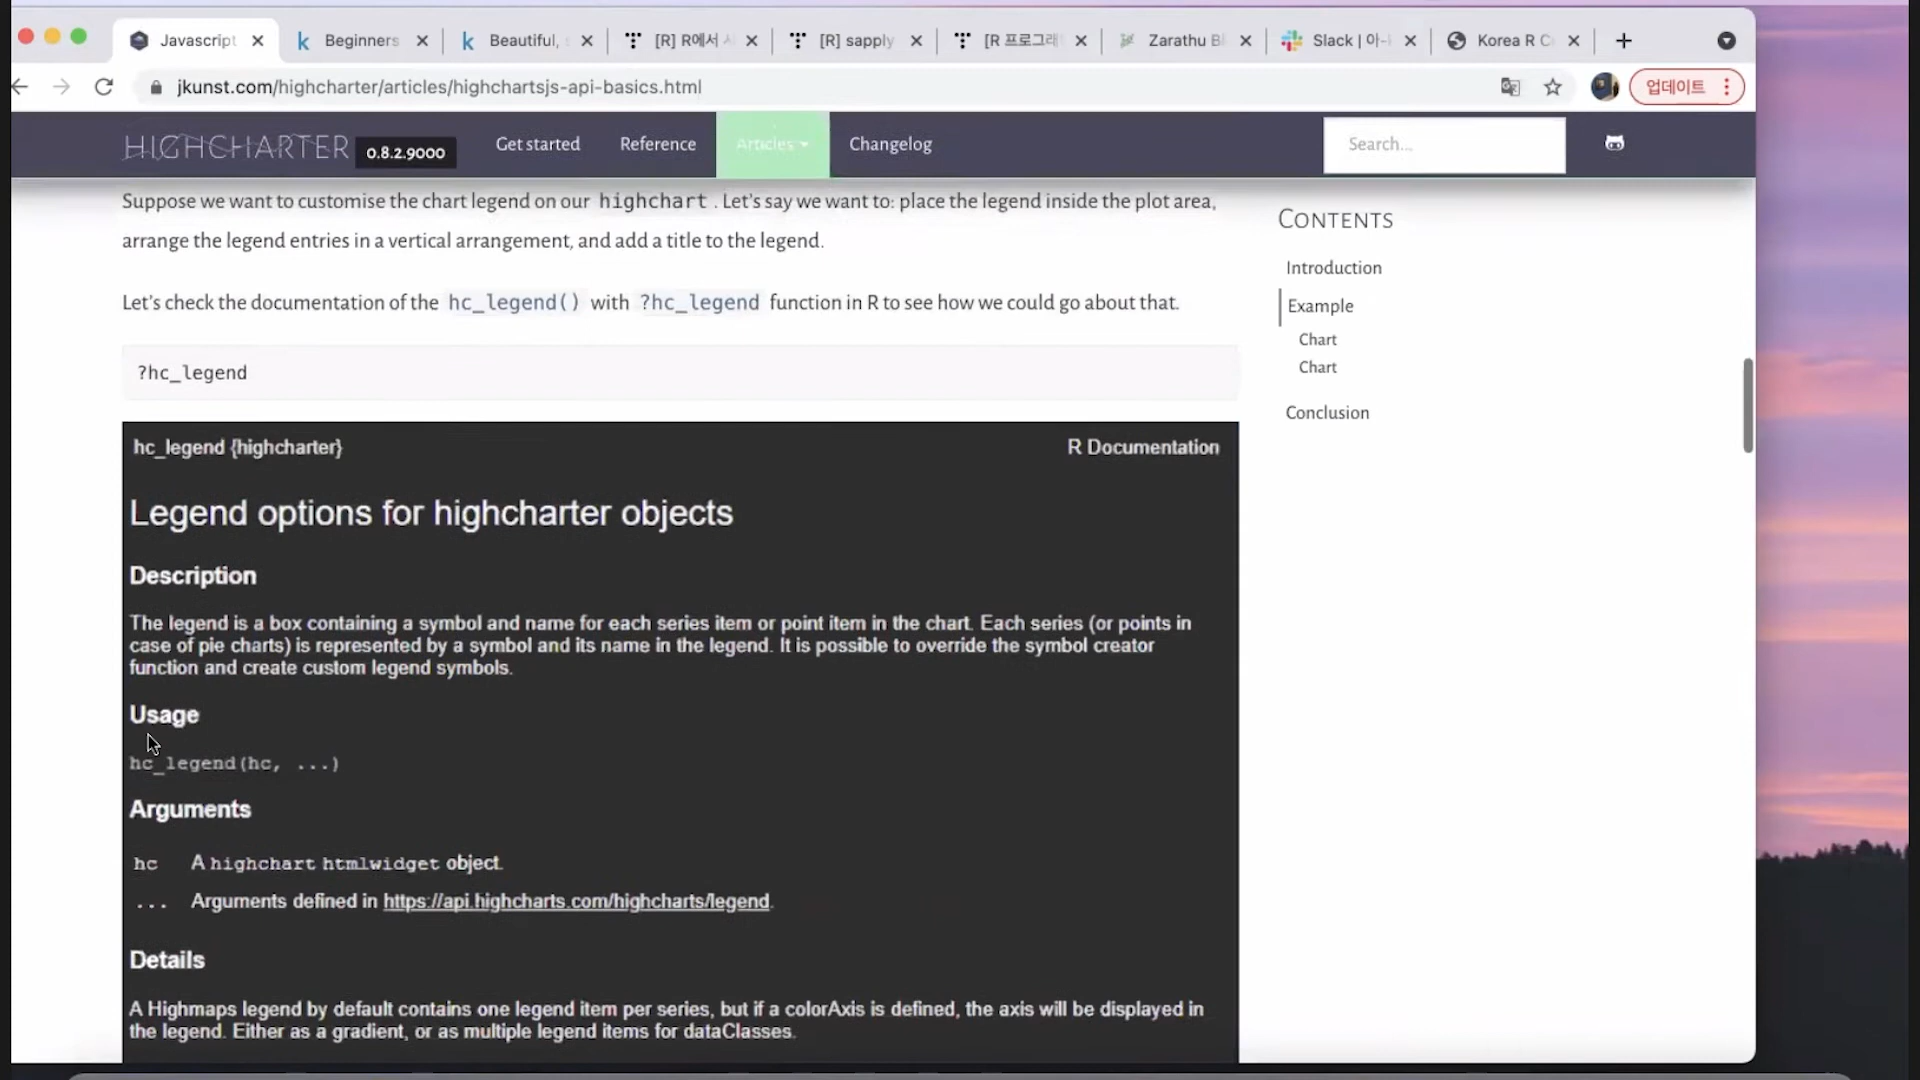 Javascript
Beginners
Beautiful,
[R] R에서
[R] sapply
[R 프로그래
Zarathu Bl
Slack | 아-
Korea R C
jkunst.com/highcharter/articles/highchartsjs-api-basics.html
업데이트
HIGHCHARTER 0.8.2.9000
Get started
Reference
Articles
Changelog
Search...
Suppose we want to customise the chart legend on our highchart . Let's say we want to: place the legend inside the plot area,
arrange the legend entries in a vertical arrangement, and add a title to the legend.
Let's check the documentation of the hc_legend() with ?hc_legend function in R to see how we could go about that.
?hc_legend
hc_legend {highcharter}
R Documentation
Legend options for highcharter objects
Description
The legend is a box containing a symbol and name for each series item or point item in the chart. Each series (or points in
case of pie charts) is represented by a symbol and its name in the legend. It is possible to override the symbol creator
function and create custom legend symbols.
Usage
hc_legend(hc, ...)
Arguments
hc A highchart htmlwidget object.
... Arguments defined in https://api.highcharts.com/highcharts/legend.
Details
A Highmaps legend by default contains one legend item per series, but if a colorAxis is defined, the axis will be displayed in
the legend. Either as a gradient, or as multiple legend items for dataClasses.
CONTENTS
Introduction
Example
Chart
Chart
Conclusion